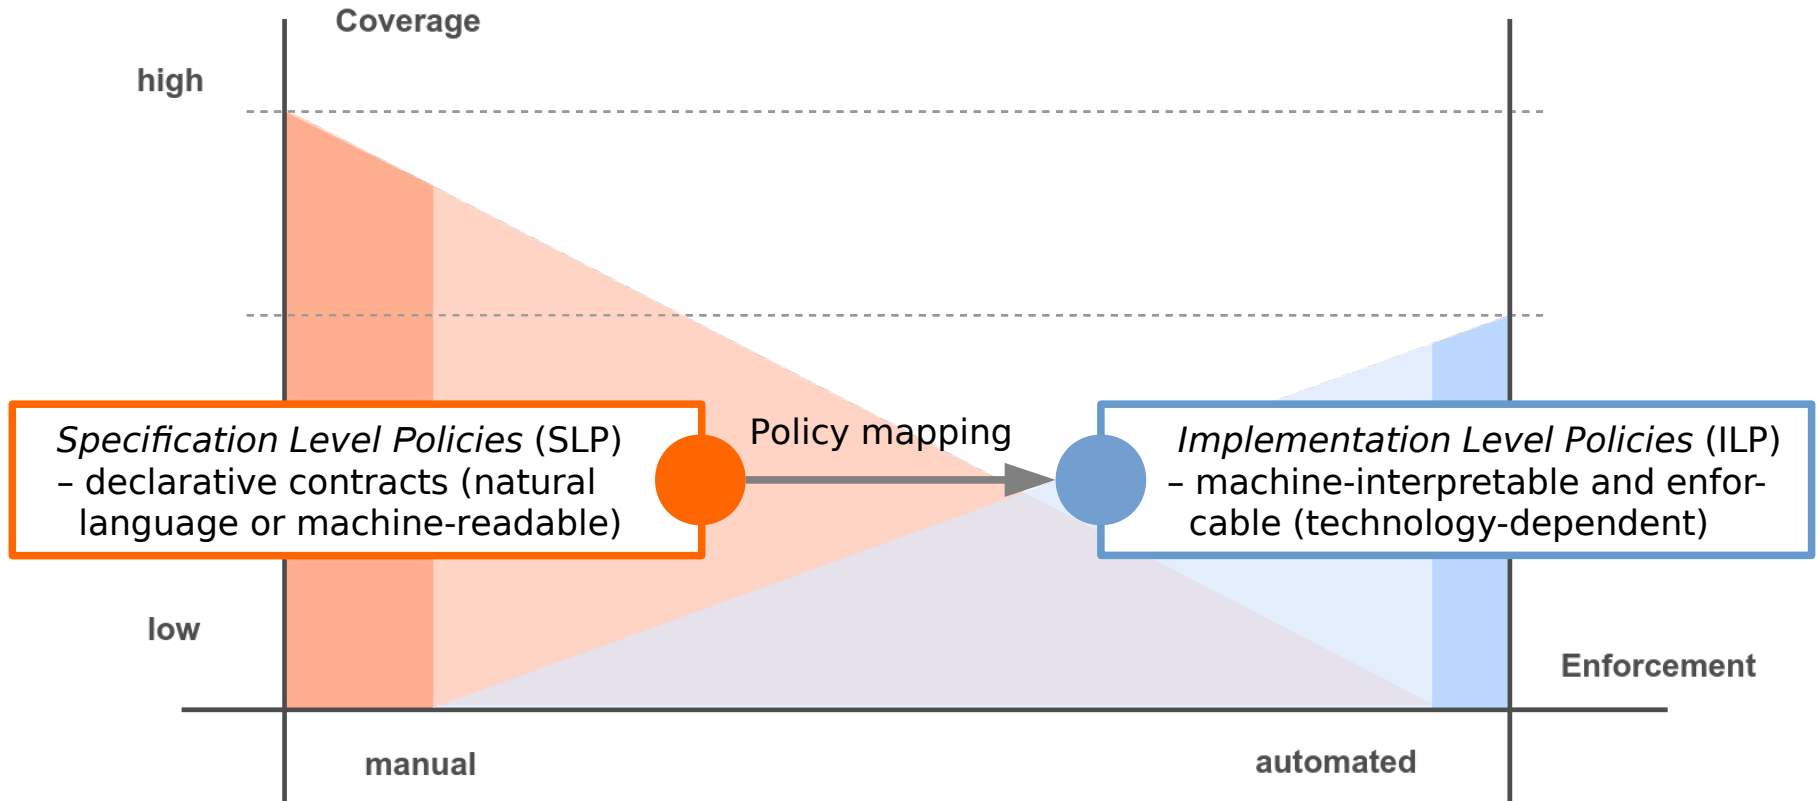 Coverage
high
Specification Level Policies (SLP)
– declarative contracts (natural
language or machine-readable)
Policy mapping
Implementation Level Policies (ILP)
– machine-interpretable and enfor-
cable (technology-dependent)
low
Enforcement
manual
automated